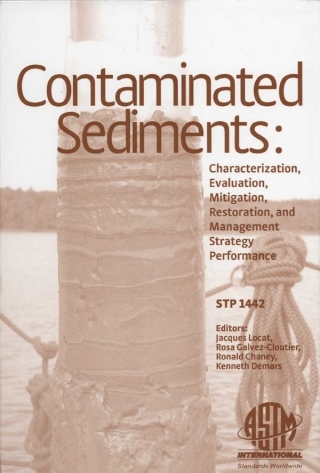 Contaminated
Sediments:
Characterization,
Evaluation,
Mitigation,
Restoration, and
Management
Strategy
Performance
STP 1442
Editors:
Jacques Locat,
Rosa Galvez-Cloutier,
Ronald Chaney,
Kenneth Demars
ASTM
INTERNATIONAL
Standards Worldwide